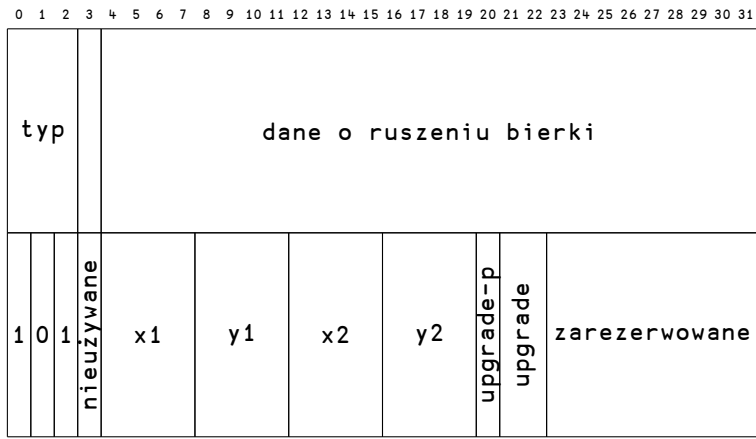 0 1 2 3 4 5 6 7 8 9 10 11 12 13 14 15 16 17 18 19 20 21 22 23 24 25 26 27 28 29 30 31
typ dane o ruszeniu bierki
1 0 1 nieużywane x1 y1 x2 y2 upgrade-p upgrade zarezerwowane